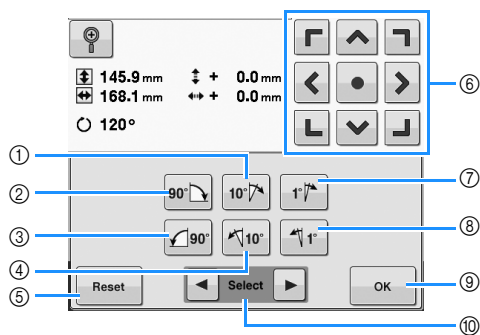 145.9 mm + 0.0 mm
168.1 mm + 0.0 mm
120°
⑥
①
②
③
④
⑤
90° 10° 1°
⑦
90° 10° 1°
⑧
Reset Select OK
⑨
⑩